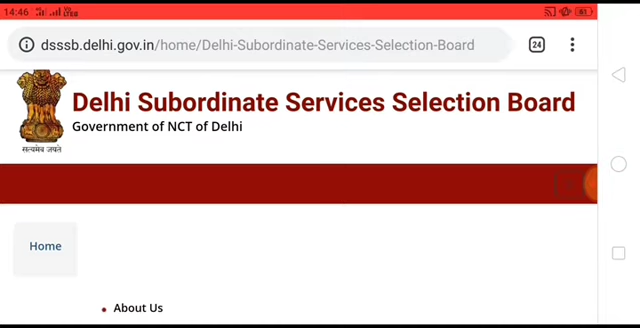 14:46
dsssb.delhi.gov.in/home/Delhi-Subordinate-Services-Selection-Board
24
Delhi Subordinate Services Selection Board
Government of NCT of Delhi
सत्यमेव जयते
Home
About Us